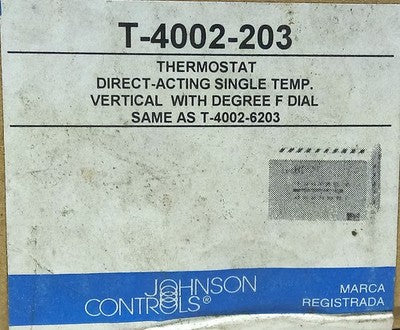 T-4002-203
THERMOSTAT
DIRECT-ACTING SINGLE TEMP.
VERTICAL WITH DEGREE F DIAL
SAME AS T-4002-6203
JOHNSON
CONTROLS®
MARCA
REGISTRADA